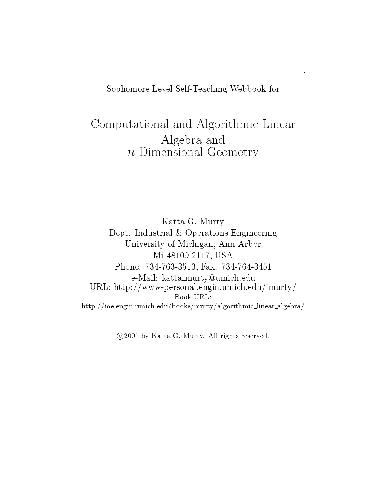 Sophomore Level Self-Teaching Webbook for
Computational and Algorithmic Linear
Algebra and
n-Dimensional Geometry
Katta G. Murty
Dept. Industrial & Operations Engineering
University of Michigan, Ann Arbor,
Mi-48109-2117, USA
Phone: 734-763-3513, Fax: 734-764-3451
e-Mail: katta_murty@umich.edu
URL: http://www-personal.engin.umich.edu/˜murty/
Book URL:
http://ioe.engin.umich.edu/books/murty/algorithmic_linear_algebra/
by Katta G. Murty. All rights reserved.